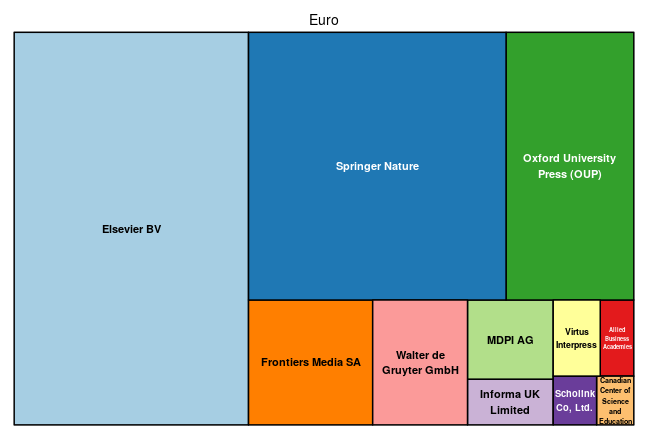 Euro
Elsevier BV
Springer Nature
Oxford University
Press (OUP)
Frontiers Media SA
Walter de
Gruyter GmbH
MDPI AG
Informa UK
Limited
Virtus
Interpress
Allied
Business
Academies
Scholink
Co, Ltd.
Canadian
Center of
Science
and
Education